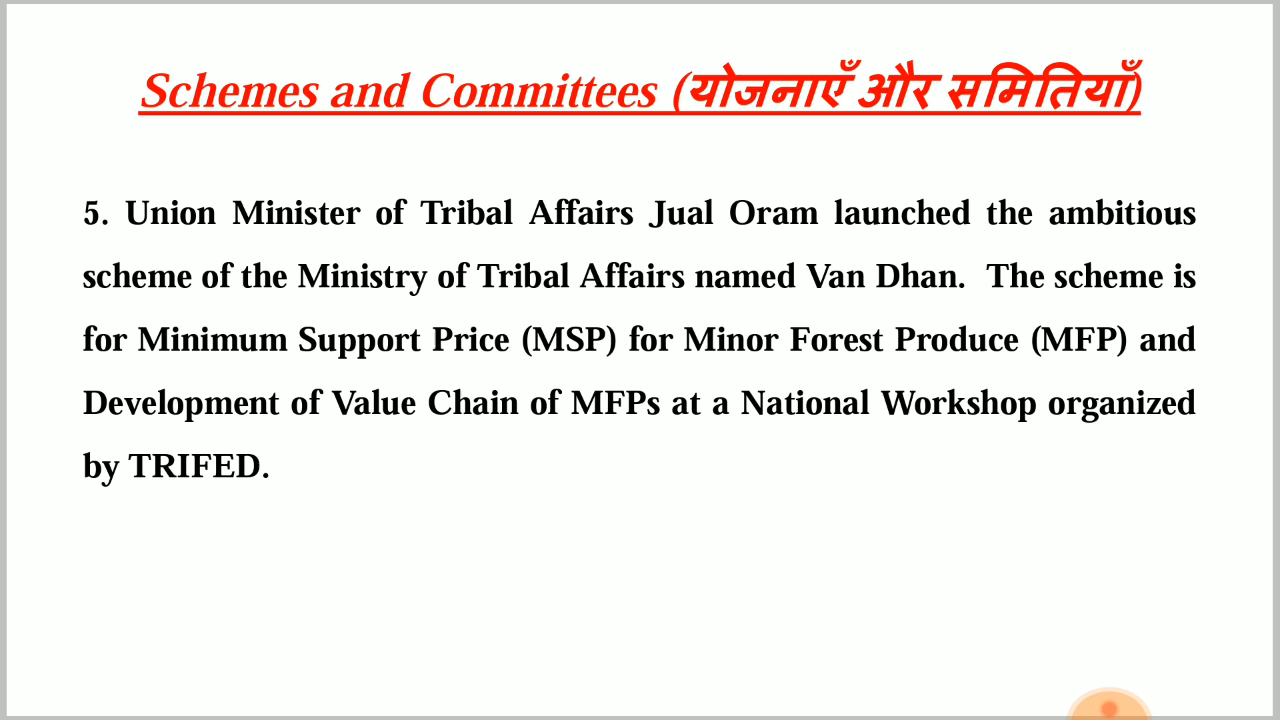 Schemes and Committees (योजनाएँ और समितियाँ)
5. Union Minister of Tribal Affairs Jual Oram launched the ambitious
scheme of the Ministry of Tribal Affairs named Van Dhan. The scheme is
for Minimum Support Price (MSP) for Minor Forest Produce (MFP) and
Development of Value Chain of MFPs at a National Workshop organized
by TRIFED.